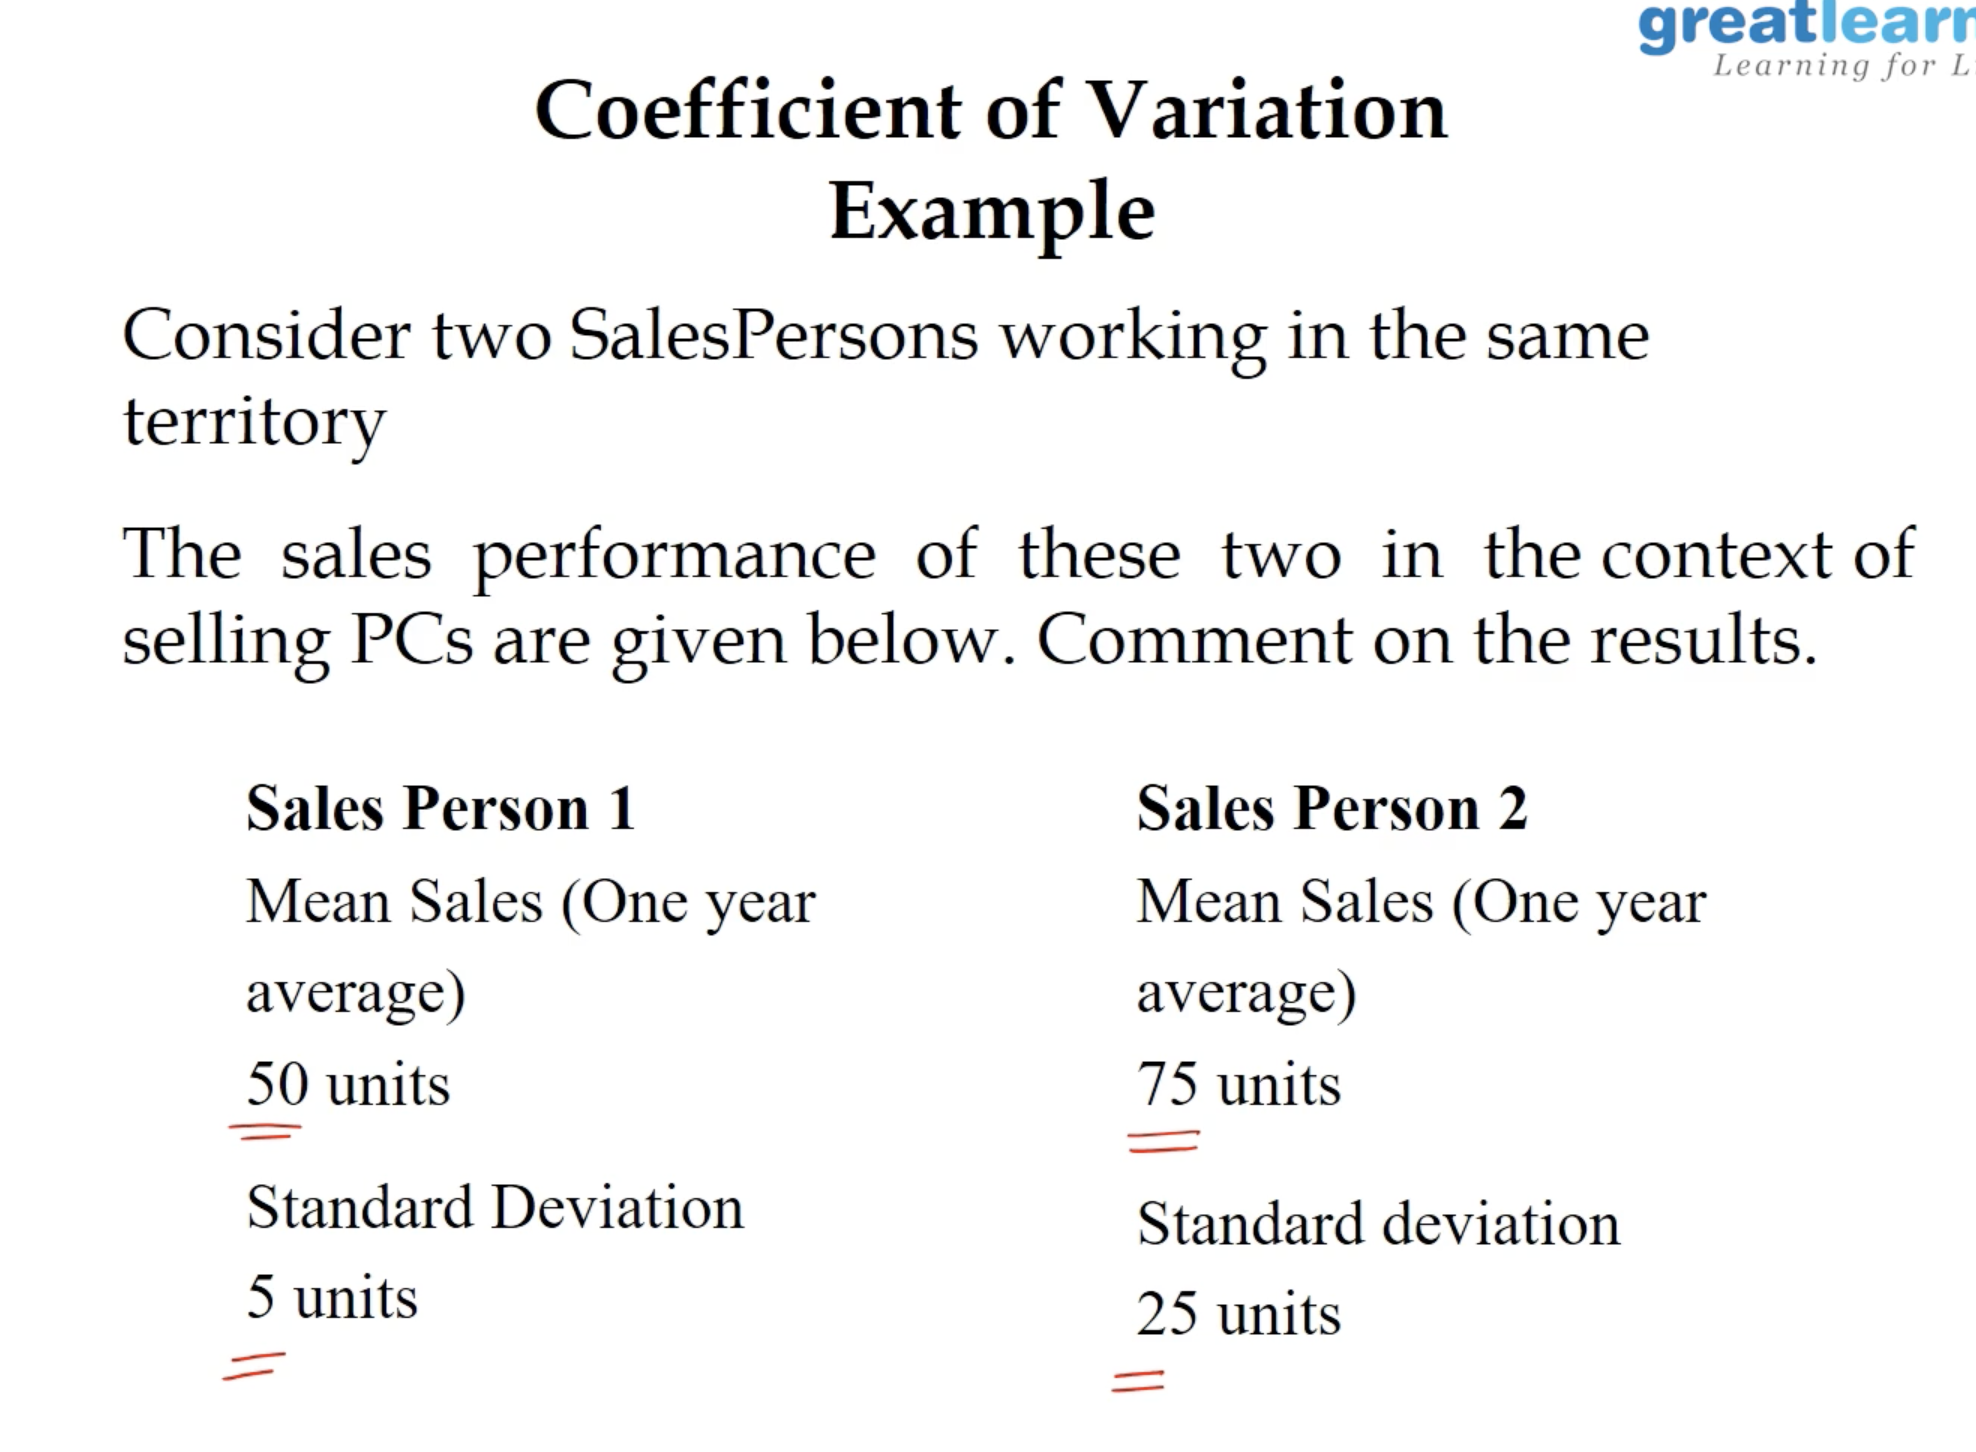 greatlearn
Learning for L
Coefficient of Variation
Example
Consider two SalesPersons working in the same
territory
The sales performance of these two in the context of
selling PCs are given below. Comment on the results.
Sales Person 1
Mean Sales (One year
average)
50 units
Standard Deviation
5 units
Sales Person 2
Mean Sales (One year
average)
75 units
Standard deviation
25 units